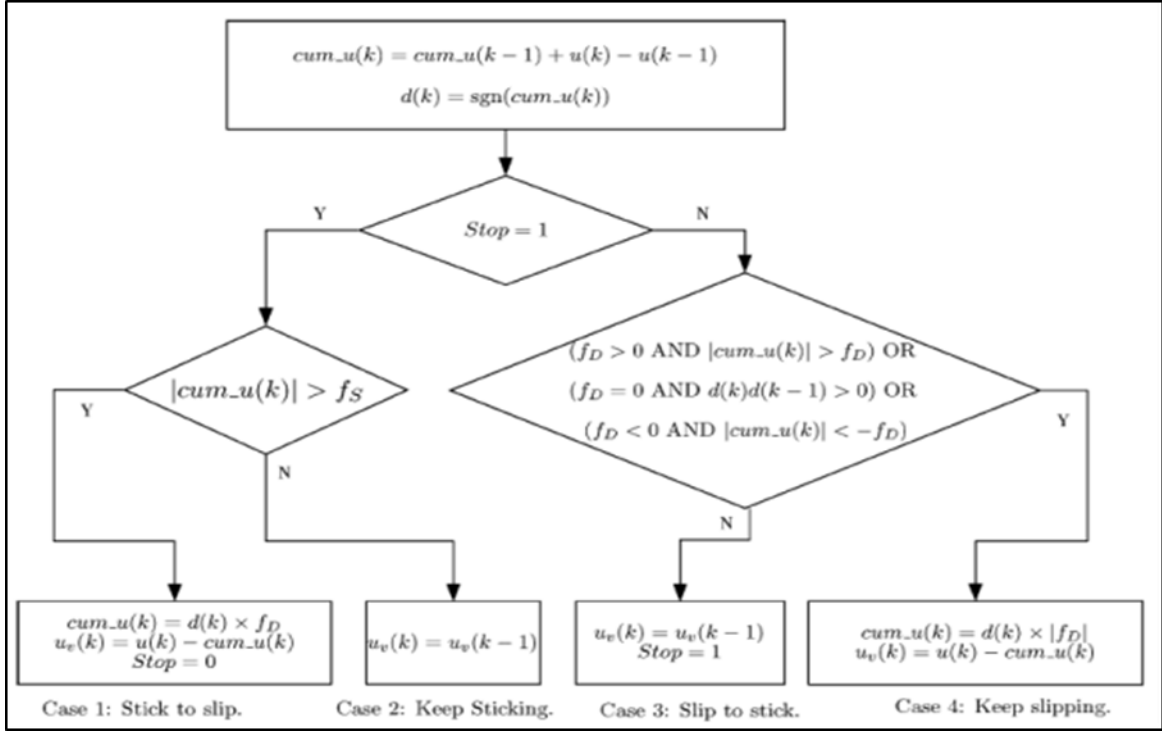 cum_u(k) = cum_u(k − 1) + u(k) − u(k − 1)
d(k) = sgn(cum_u(k))
Y
N
Stop = 1
(f_D > 0 AND |cum_u(k)| > f_D) OR
|cum_u(k)| > f_S
(f_D = 0 AND d(k)d(k − 1) > 0) OR
Y
Y
(f_D < 0 AND |cum_u(k)| < −f_D)
N
N
cum_u(k) = d(k) × f_D
u_v(k) = u(k) − cum_u(k)
Stop = 0
u_v(k) = u_v(k − 1)
u_v(k) = u_v(k − 1)
Stop = 1
cum_u(k) = d(k) × |f_D|
u_v(k) = u(k) − cum_u(k)
Case 1: Stick to slip.
Case 2: Keep Sticking.
Case 3: Slip to stick.
Case 4: Keep slipping.